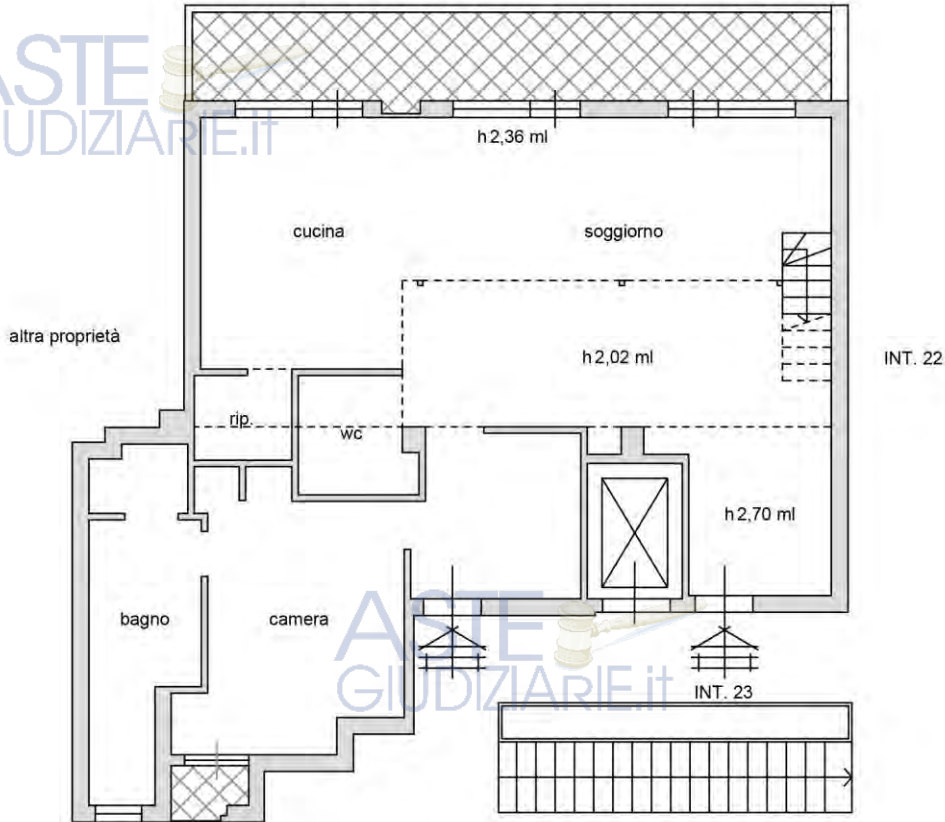 ASTE
GIUDIZIARIE.it
h 2,36 ml
cucina
soggiorno
altra proprietà
h 2,02 ml
INT. 22
rip.
wc
h 2,70 ml
bagno
camera
ASTE
GIUDIZIARIE.it
INT. 23